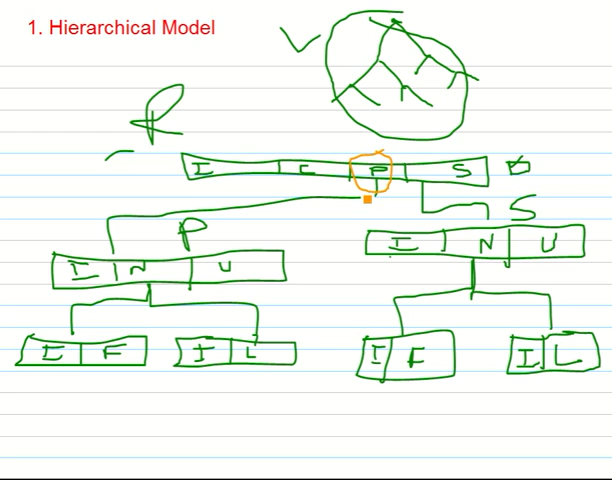 1. Hierarchical Model
I C P S
P S
I N U I N U
I F I L I F I L